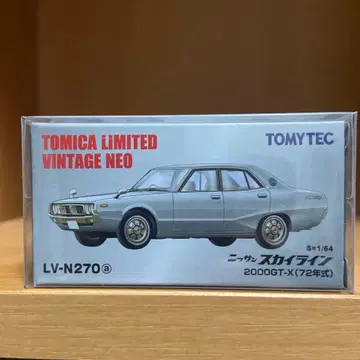 TOMICA LiMITED
VINTAGE NEO
TOMYTEC
S=1/64
LV-N270ⓐ
ニッサン スカイライン
2000GT-X(72年式)